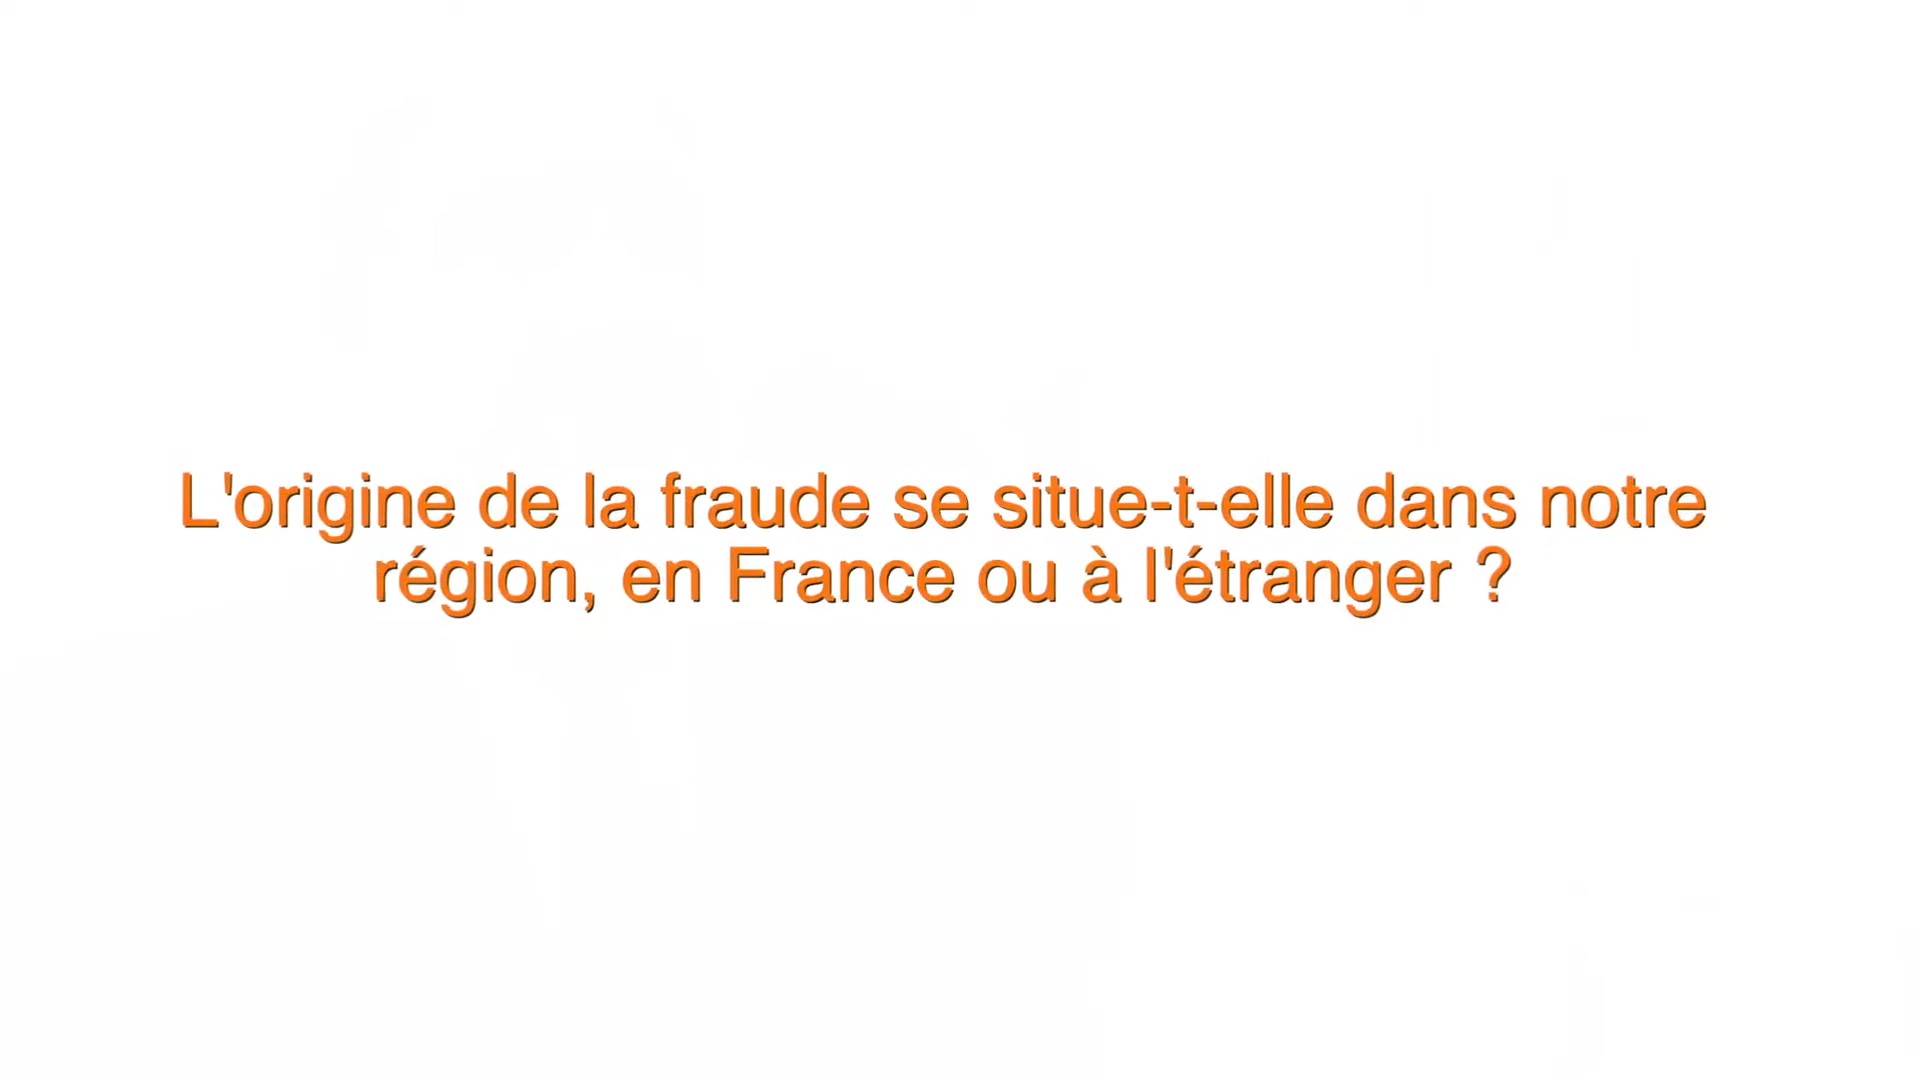 L'origine de la fraude se situe-t-elle dans notre
région, en France ou à l'étranger ?